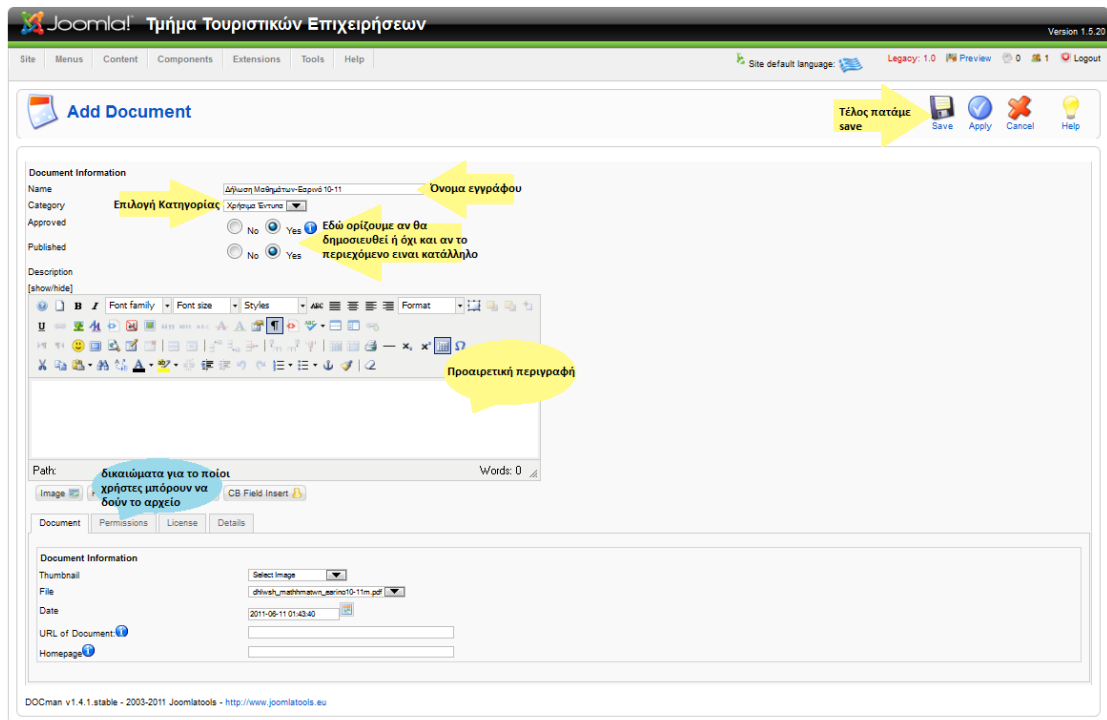 Joomla! Τμήμα Τουριστικών Επιχειρήσεων
Version 1.5.20
Site Menus Content Components Extensions Tools Help
Site default language:
Legacy: 1.0 Preview 0 1 Logout
Add Document
Τέλος πατάμε
save
Save Apply Cancel Help
Document Information
Name Δήλωση Μαθημάτων-Εαρινό 10-11 Όνομα εγγράφου
Category Επιλογή Κατηγορίας Χρήσιμα Έντυπα
Approved No Yes
Εδώ ορίζουμε αν θα
δημοσιευθεί ή όχι και αν το
περιεχόμενο ειναι κατάλληλο
Published No Yes
Description
[show/hide]
B I Font family Font size Styles ABC Format
Προαιρετική περιγραφή
Path: Words: 0
δικαιώματα για το ποίοι
χρήστες μπόρουν να
δούν το αρχείο
Image CB Field Insert
Document Permissions License Details
Document Information
Thumbnail Select Image
File dhlwsh_mathhmatwn_earino10-11m.pdf
Date 2011-06-11 01:43:40
URL of Document:
Homepage
DOCman v1.4.1.stable - 2003-2011 Joomlatools - http://www.joomlatools.eu